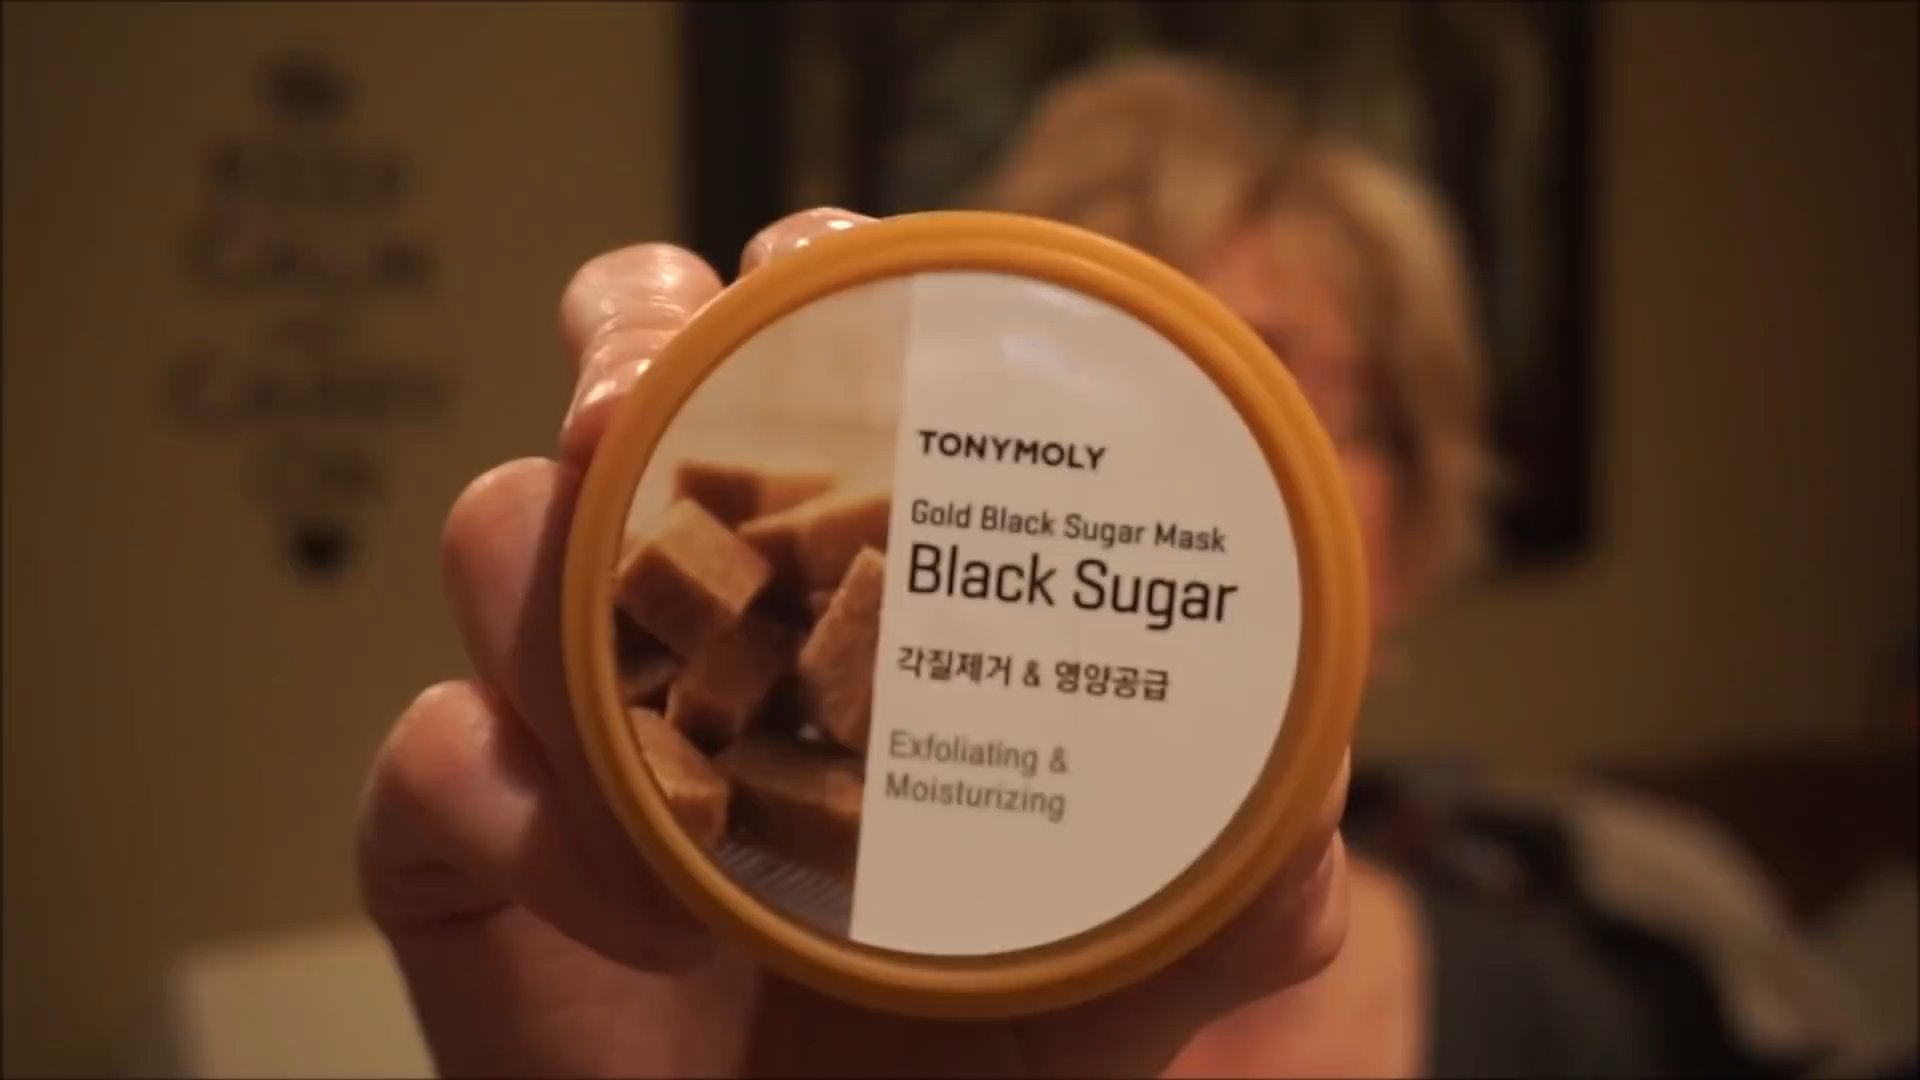 TONYMOLY
Gold Black Sugar Mask
Black Sugar
각질제거 & 영양공급
Exfoliating &
Moisturizing